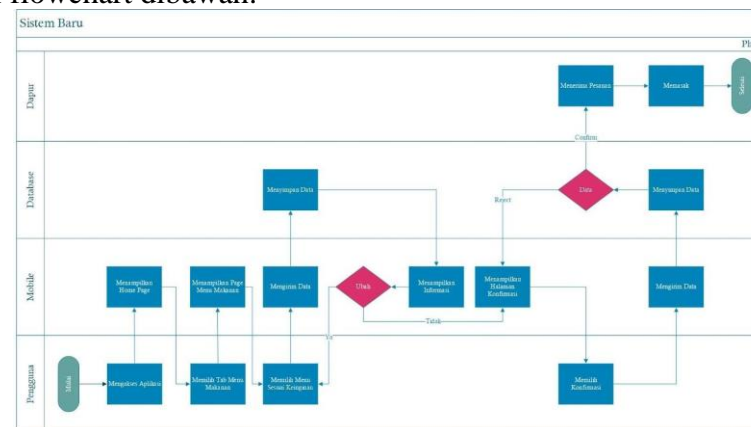 flowchart dibawah.
Sistem Baru
Dapur
Menerima Pesanan
Memasak
Selesai
Confirm
Database
Menyimpan Data
Data
Menyimpan Data
Reject
Mobile
Menampilkan
Home Page
Menampilkan Page
Menu Makanan
Mengirim Data
Ubah
Menampilkan
Informasi
Menampilkan
Halaman
Konfirmasi
Mengirim Data
Tidak
Ya
Pengguna
Mulai
Mengakses Aplikasi
Memilih Tab Menu
Makanan
Memilih Menu
Sesuai Keinginan
Memilih
Konfirmasi